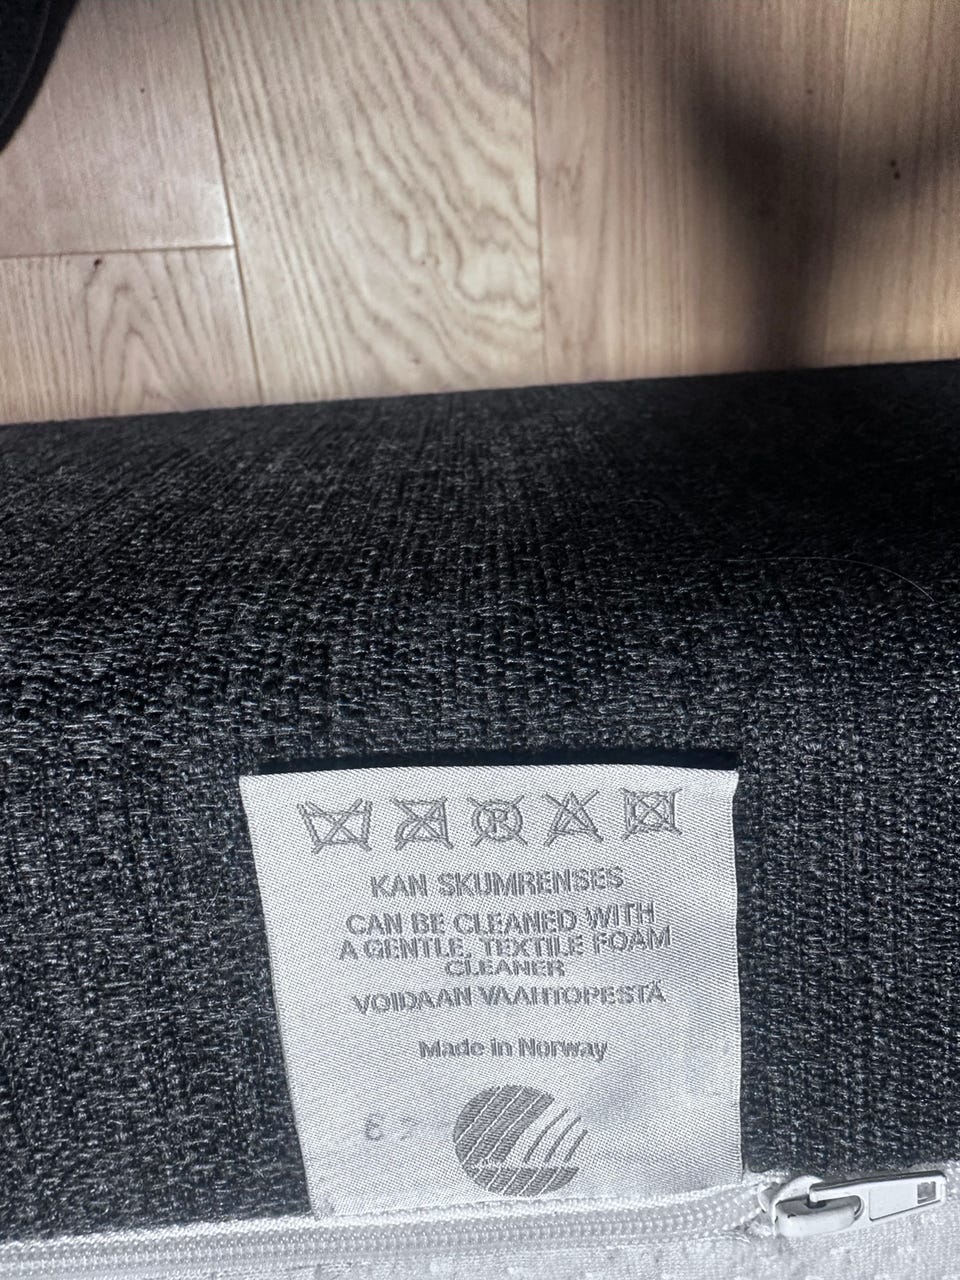 P
KAN SKUMRENSES
CAN BE CLEANED WITH
A GENTLE, TEXTILE FOAM
CLEANER
VOIDAAN VAAHTOPESTÄ
Made in Norway